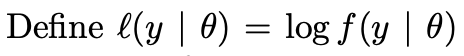 Define ℓ(y | θ) = log f(y | θ)